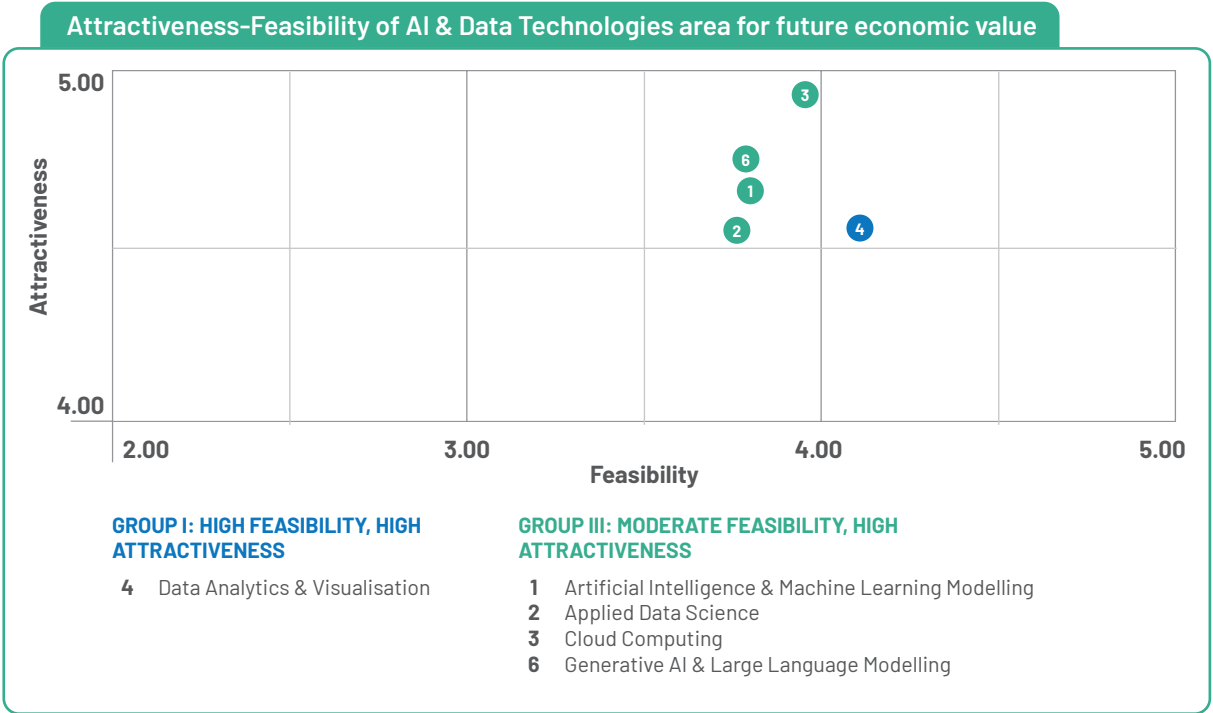 Attractiveness-Feasibility of AI & Data Technologies area for future economic value
5.00
3
6
1
2
4
Attractiveness
4.00
2.00
3.00
4.00
5.00
Feasibility
GROUP I: HIGH FEASIBILITY, HIGH
ATTRACTIVENESS
4 Data Analytics & Visualisation
GROUP III: MODERATE FEASIBILITY, HIGH
ATTRACTIVENESS
1 Artificial Intelligence & Machine Learning Modelling
2 Applied Data Science
3 Cloud Computing
6 Generative AI & Large Language Modelling